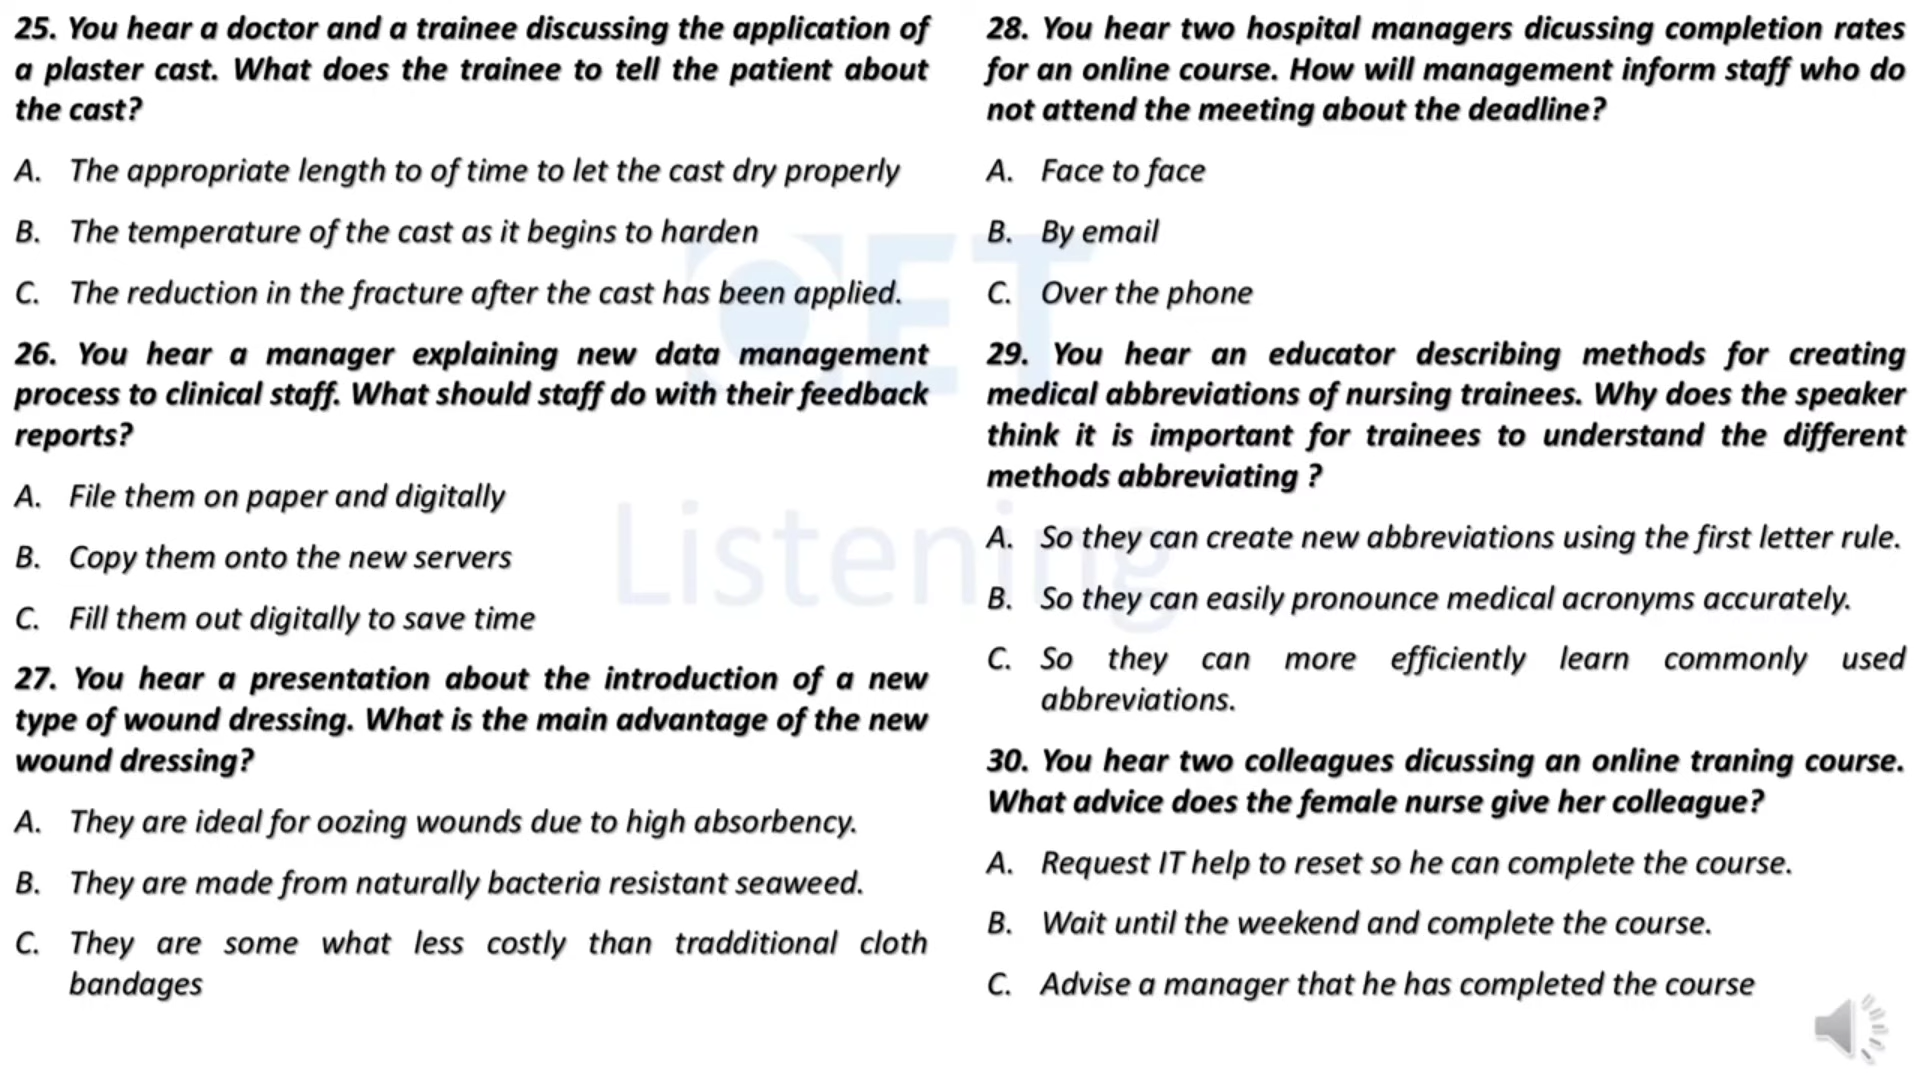 25. You hear a doctor and a trainee discussing the application of
a plaster cast. What does the trainee to tell the patient about
the cast?
A. The appropriate length to of time to let the cast dry properly
B. The temperature of the cast as it begins to harden
C. The reduction in the fracture after the cast has been applied.
26. You hear a manager explaining new data management
process to clinical staff. What should staff do with their feedback
reports?
A. File them on paper and digitally
B. Copy them onto the new servers
C. Fill them out digitally to save time
27. You hear a presentation about the introduction of a new
type of wound dressing. What is the main advantage of the new
wound dressing?
A. They are ideal for oozing wounds due to high absorbency.
B. They are made from naturally bacteria resistant seaweed.
C. They are some what less costly than tradditional cloth
bandages
28. You hear two hospital managers dicussing completion rates
for an online course. How will management inform staff who do
not attend the meeting about the deadline?
A. Face to face
B. By email
C. Over the phone
29. You hear an educator describing methods for creating
medical abbreviations of nursing trainees. Why does the speaker
think it is important for trainees to understand the different
methods abbreviating ?
A. So they can create new abbreviations using the first letter rule.
B. So they can easily pronounce medical acronyms accurately.
C. So they can more efficiently learn commonly used
abbreviations.
30. You hear two colleagues dicussing an online traning course.
What advice does the female nurse give her colleague?
A. Request IT help to reset so he can complete the course.
B. Wait until the weekend and complete the course.
C. Advise a manager that he has completed the course
OET
Listening